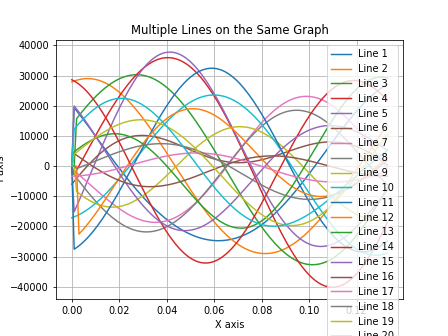 Multiple Lines on the Same Graph
40000
30000
20000
10000
0
−10000
−20000
−30000
−40000
0.00 0.02 0.04 0.06 0.08 0.10
X axis
Line 1
Line 2
Line 3
Line 4
Line 5
Line 6
Line 7
Line 8
Line 9
Line 10
Line 11
Line 12
Line 13
Line 14
Line 15
Line 16
Line 17
Line 18
Line 19
Line 20